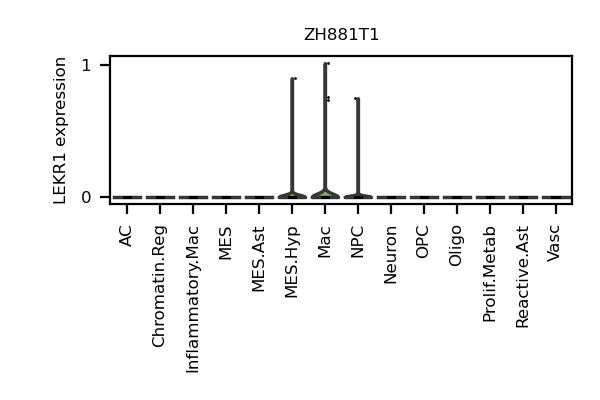 ZH881T1
LEKR1 expression
1
0
AC
Chromatin.Reg
Inflammatory.Mac
MES
MES.Ast
MES.Hyp
Mac
NPC
Neuron
OPC
Oligo
Prolif.Metab
Reactive.Ast
Vasc